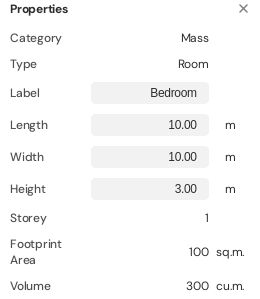 Properties ×
Category Mass
Type Room
Label Bedroom
Length 10.00 m
Width 10.00 m
Height 3.00 m
Storey 1
Footprint
Area 100 sq.m.
Volume 300 cu.m.